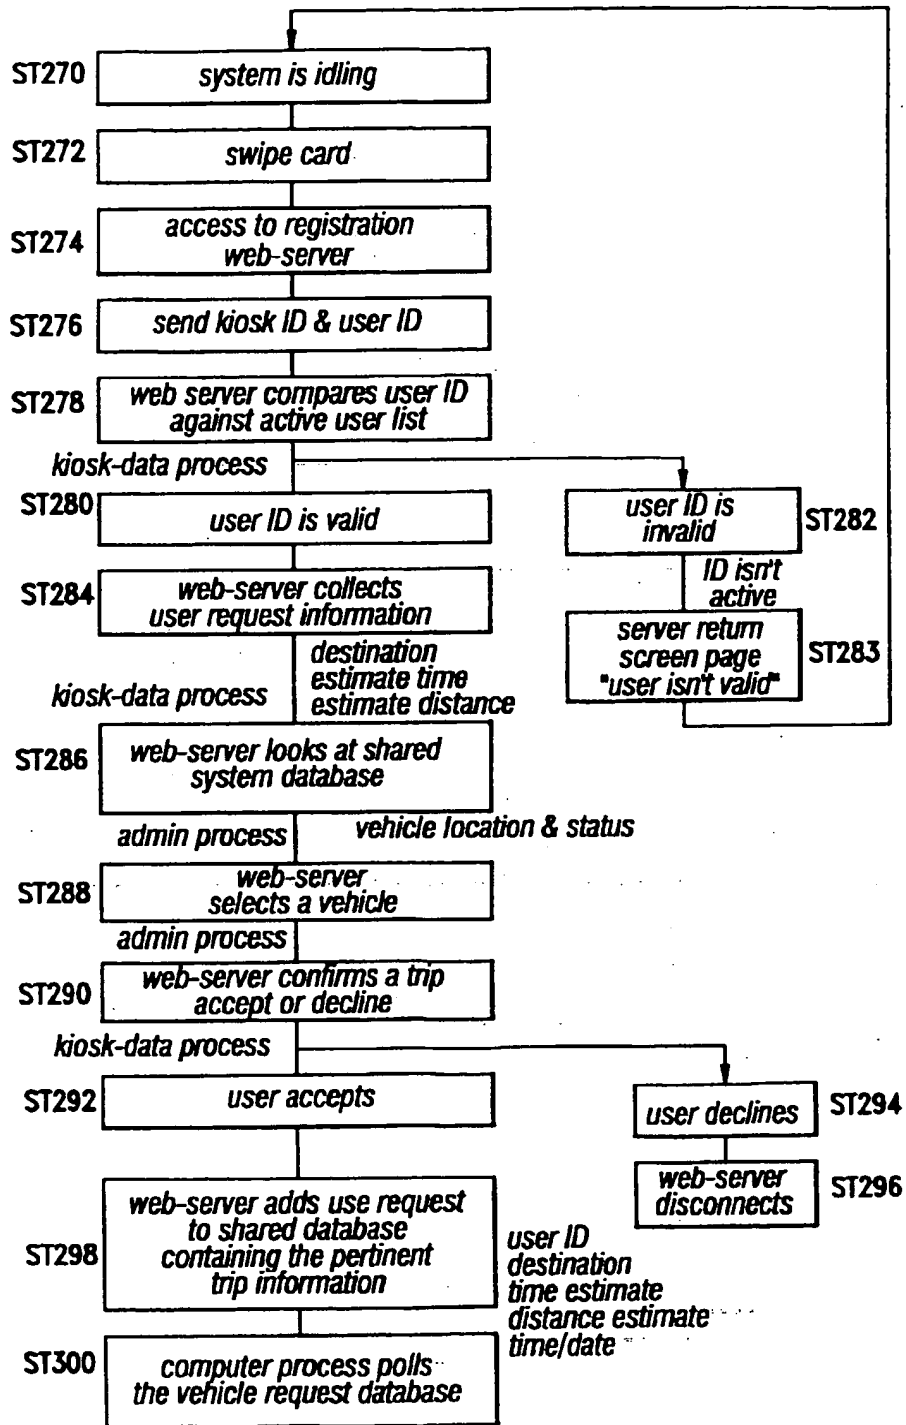 ST270
system is idling
ST272
swipe card
ST274
access to registration
web-server
ST276
send kiosk ID & user ID
ST278
web server compares user ID
against active user list
kiosk-data process
ST280
user ID is valid
user ID is
invalid
ST282
ST284
web-server collects
user request information
ID isn't
active
destination
estimate time
estimate distance
kiosk-data process
server return
screen page
"user isn't valid"
ST283
ST286
web-server looks at shared
system database
admin process
vehicle location & status
ST288
web-server
selects a vehicle
admin process
ST290
web-server confirms a trip
accept or decline
kiosk-data process
ST292
user accepts
user declines
ST294
web-server
disconnects
ST296
ST298
web-server adds use request
to shared database
containing the pertinent
trip information
user ID
destination
time estimate
distance estimate
time/date
ST300
computer process polls
the vehicle request database